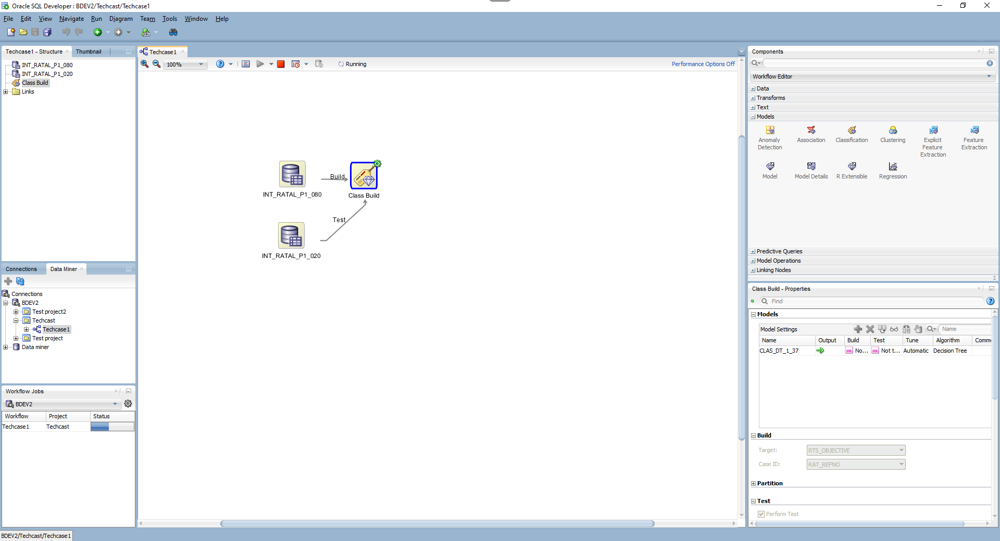 Oracle SQL Developer : BDEV2/Techcast/Techcase1
File Edit View Navigate Run Diagram Team Tools Window Help
SQL
Techcase1 - Structure
Thumbnail
INT_RATAL_P1_080
INT_RATAL_P1_020
Class Build
Links
Techcase1
100%
Running
Performance Options Off
Build
INT_RATAL_P1_080
Class Build
Test
INT_RATAL_P1_020
Connections
Data Miner
Connections
BDEV2
Test project2
Techcast
Techcase1
Test project
Data miner
Workflow Jobs
BDEV2
Workflow Project Status
Techcase1 Techcast
Components
Workflow Editor
Data
Transforms
Text
Models
Anomaly Detection
Association
Classification
Clustering
Explicit Feature Extraction
Feature Extraction
Model
Model Details
R Extensible
Regression
Predictive Queries
Model Operations
Linking Nodes
Class Build - Properties
Find
Models
Model Settings
Name
Name Output Build Test Tune Algorithm Comm
CLAS_DT_1_37 No... Not t... Automatic Decision Tree
Build
Target: RTS_OBJECTIVE
Case ID: RAT_REFNO
Partition
Test
Perform Test
BDEV2/Techcast/Techcase1